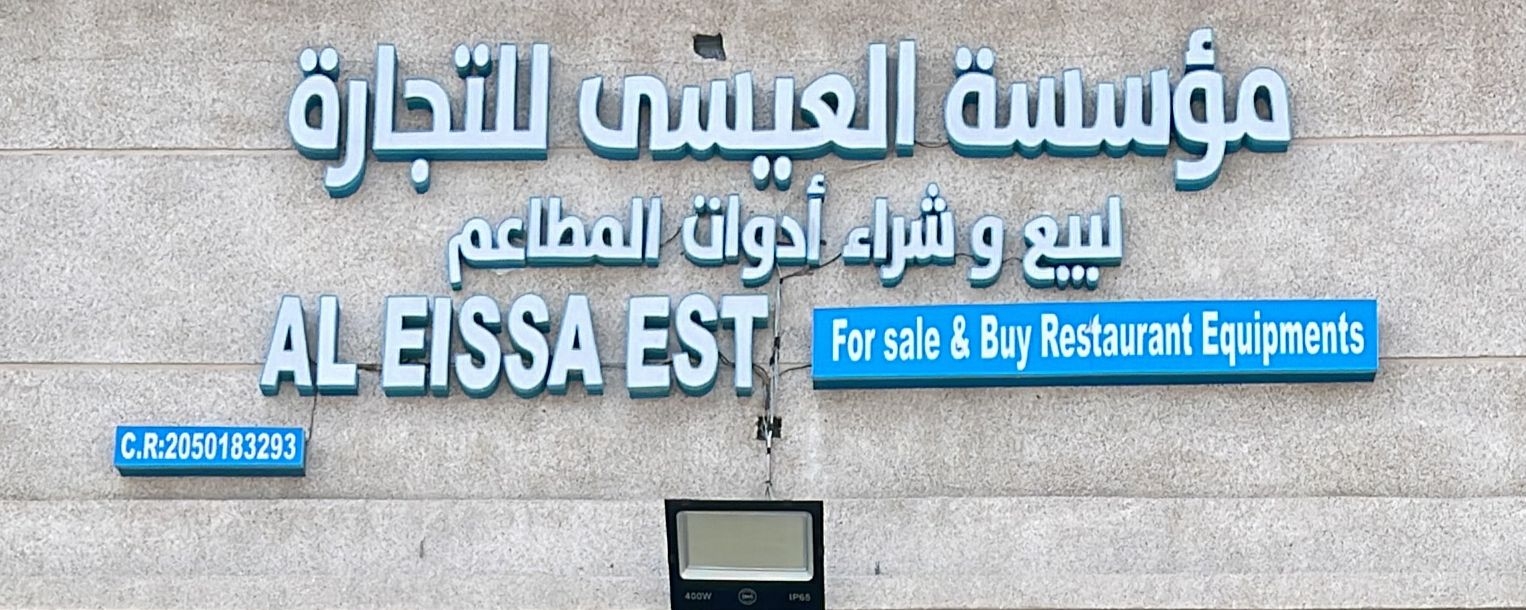 مؤسسة العيسى للتجارة
لبيع و شراء أدوات المطاعم
AL EISSA EST
For sale & Buy Restaurant Equipments
C.R:2050183293
400W IP65